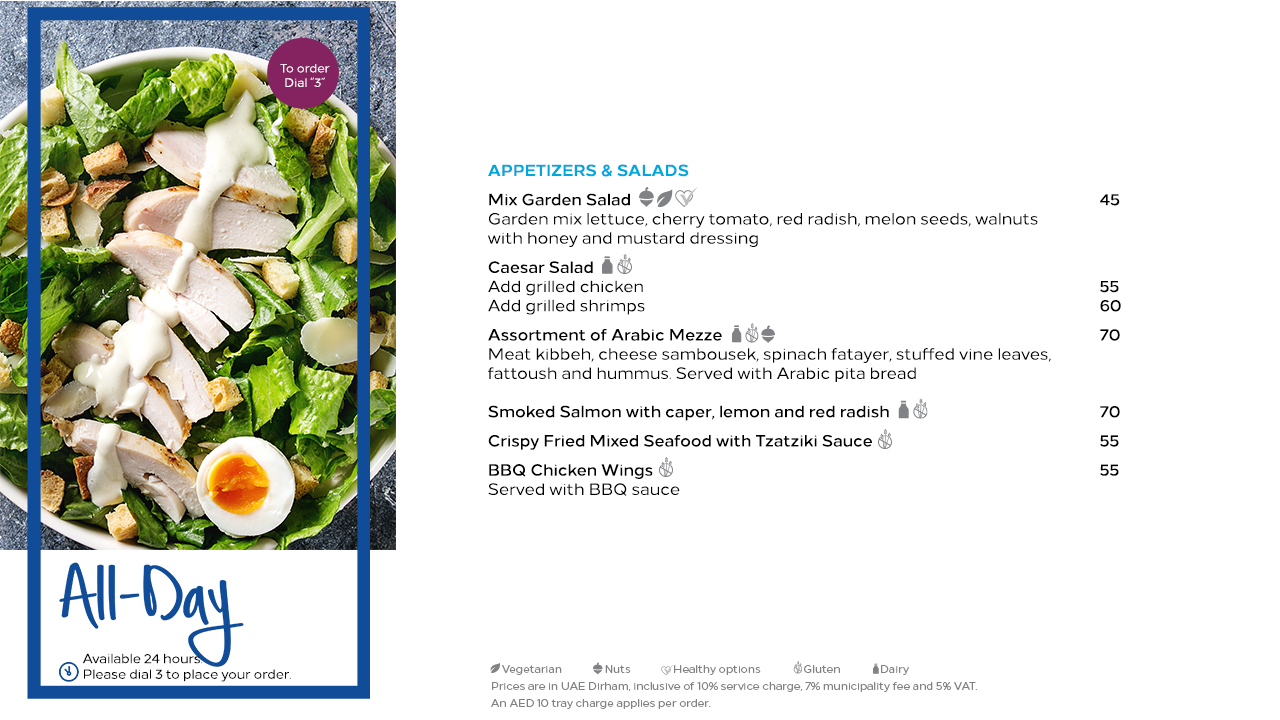 To order
Dial "3"
All-Day
Available 24 hours.
Please dial 3 to place your order.
APPETIZERS & SALADS
Mix Garden Salad 45
Garden mix lettuce, cherry tomato, red radish, melon seeds, walnuts
with honey and mustard dressing
Caesar Salad
Add grilled chicken 55
Add grilled shrimps 60
Assortment of Arabic Mezze 70
Meat kibbeh, cheese sambousek, spinach fatayer, stuffed vine leaves,
fattoush and hummus. Served with Arabic pita bread
Smoked Salmon with caper, lemon and red radish 70
Crispy Fried Mixed Seafood with Tzatziki Sauce 55
BBQ Chicken Wings 55
Served with BBQ sauce
Vegetarian Nuts Healthy options Gluten Dairy
Prices are in UAE Dirham, inclusive of 10% service charge, 7% municipality fee and 5% VAT.
An AED 10 tray charge applies per order.